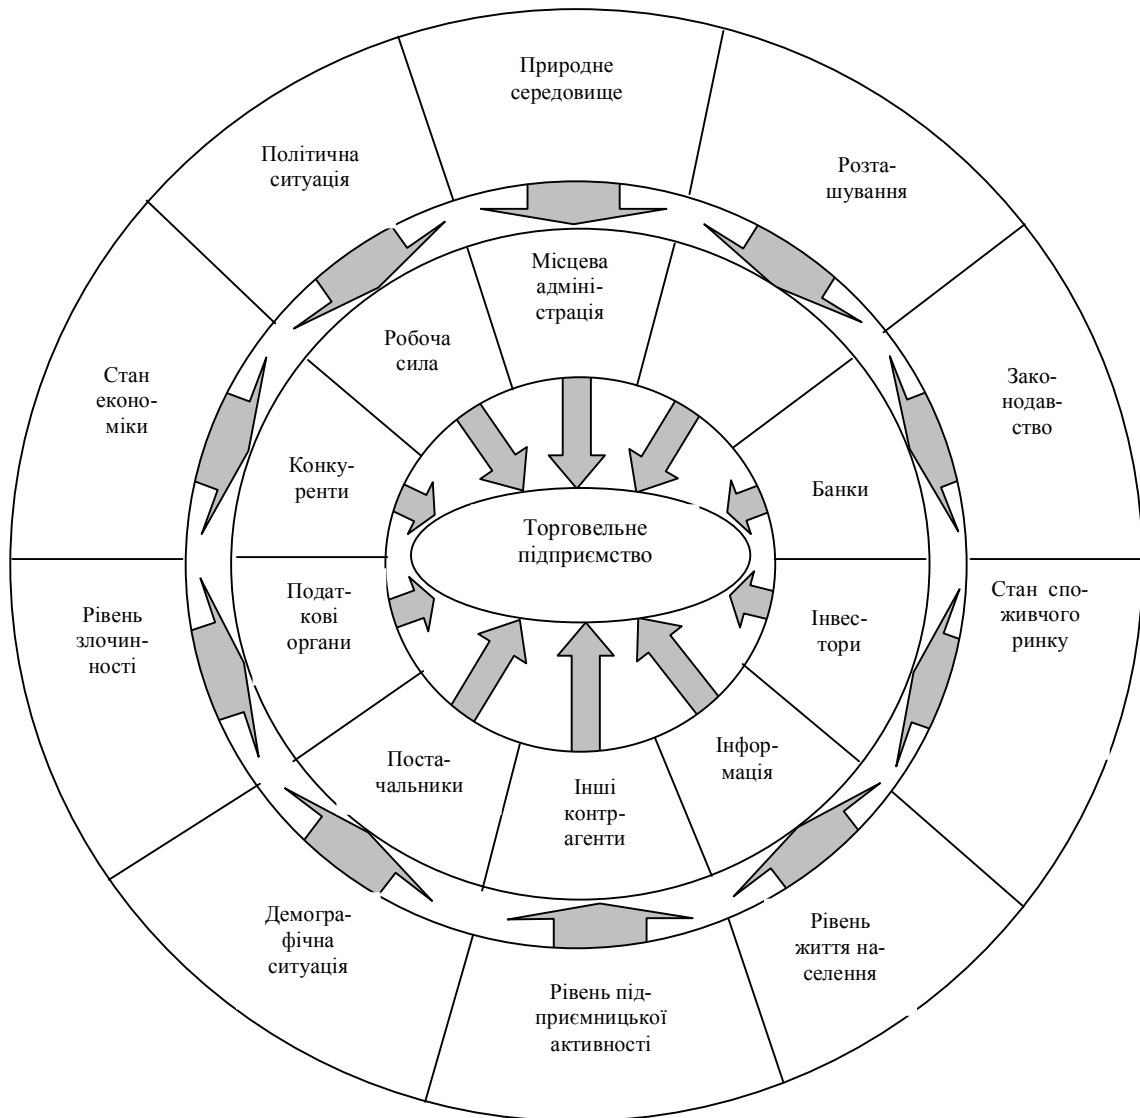 Природне
середовище
Політична
ситуація
Розта-
шування
Місцева
адміні-
страція
Робоча
сила
Стан
еконо-
міки
Зако-
нодав-
ство
Конку-
ренти
Банки
Торговельне
підприємство
Подат-
кові
органи
Інвес-
тори
Рівень
злочин-
ності
Стан спо-
живчого
ринку
Поста-
чальники
Інфор-
мація
Інші
контр-
агенти
Демогра-
фічна
ситуація
Рівень
життя на-
селення
Рівень під-
приємницької
активності